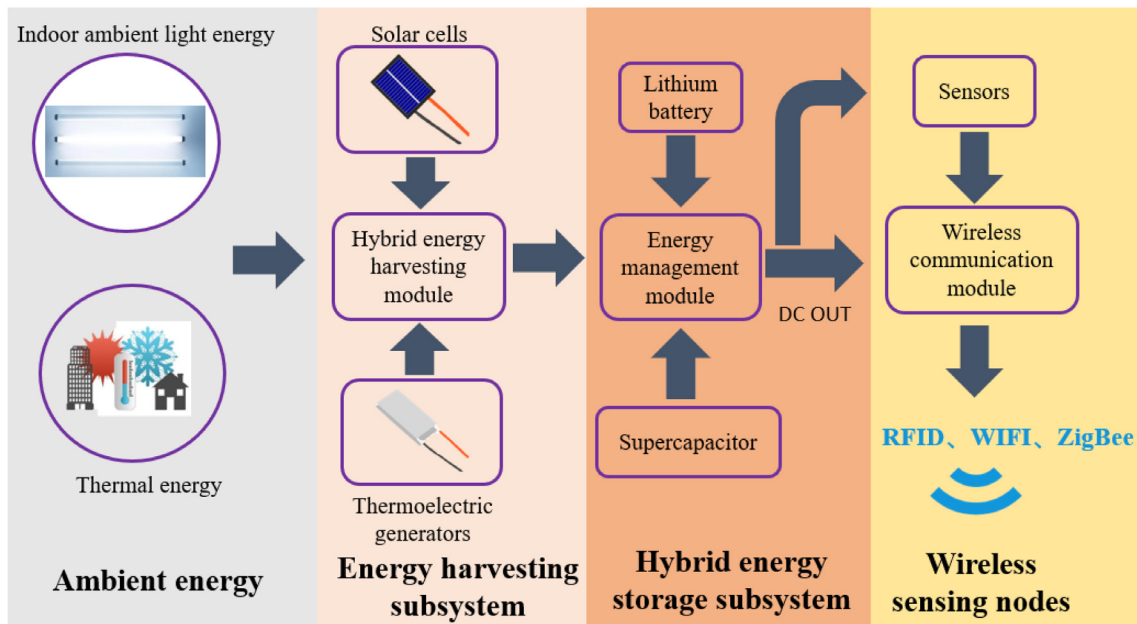 Indoor ambient light energy
Thermal energy
Ambient energy
Solar cells
Hybrid energy
harvesting
module
Thermoelectric
generators
Energy harvesting
subsystem
Lithium
battery
Energy
management
module
DC OUT
Supercapacitor
Hybrid energy
storage subsystem
Sensors
Wireless
communication
module
RFID、WIFI、ZigBee
Wireless
sensing nodes